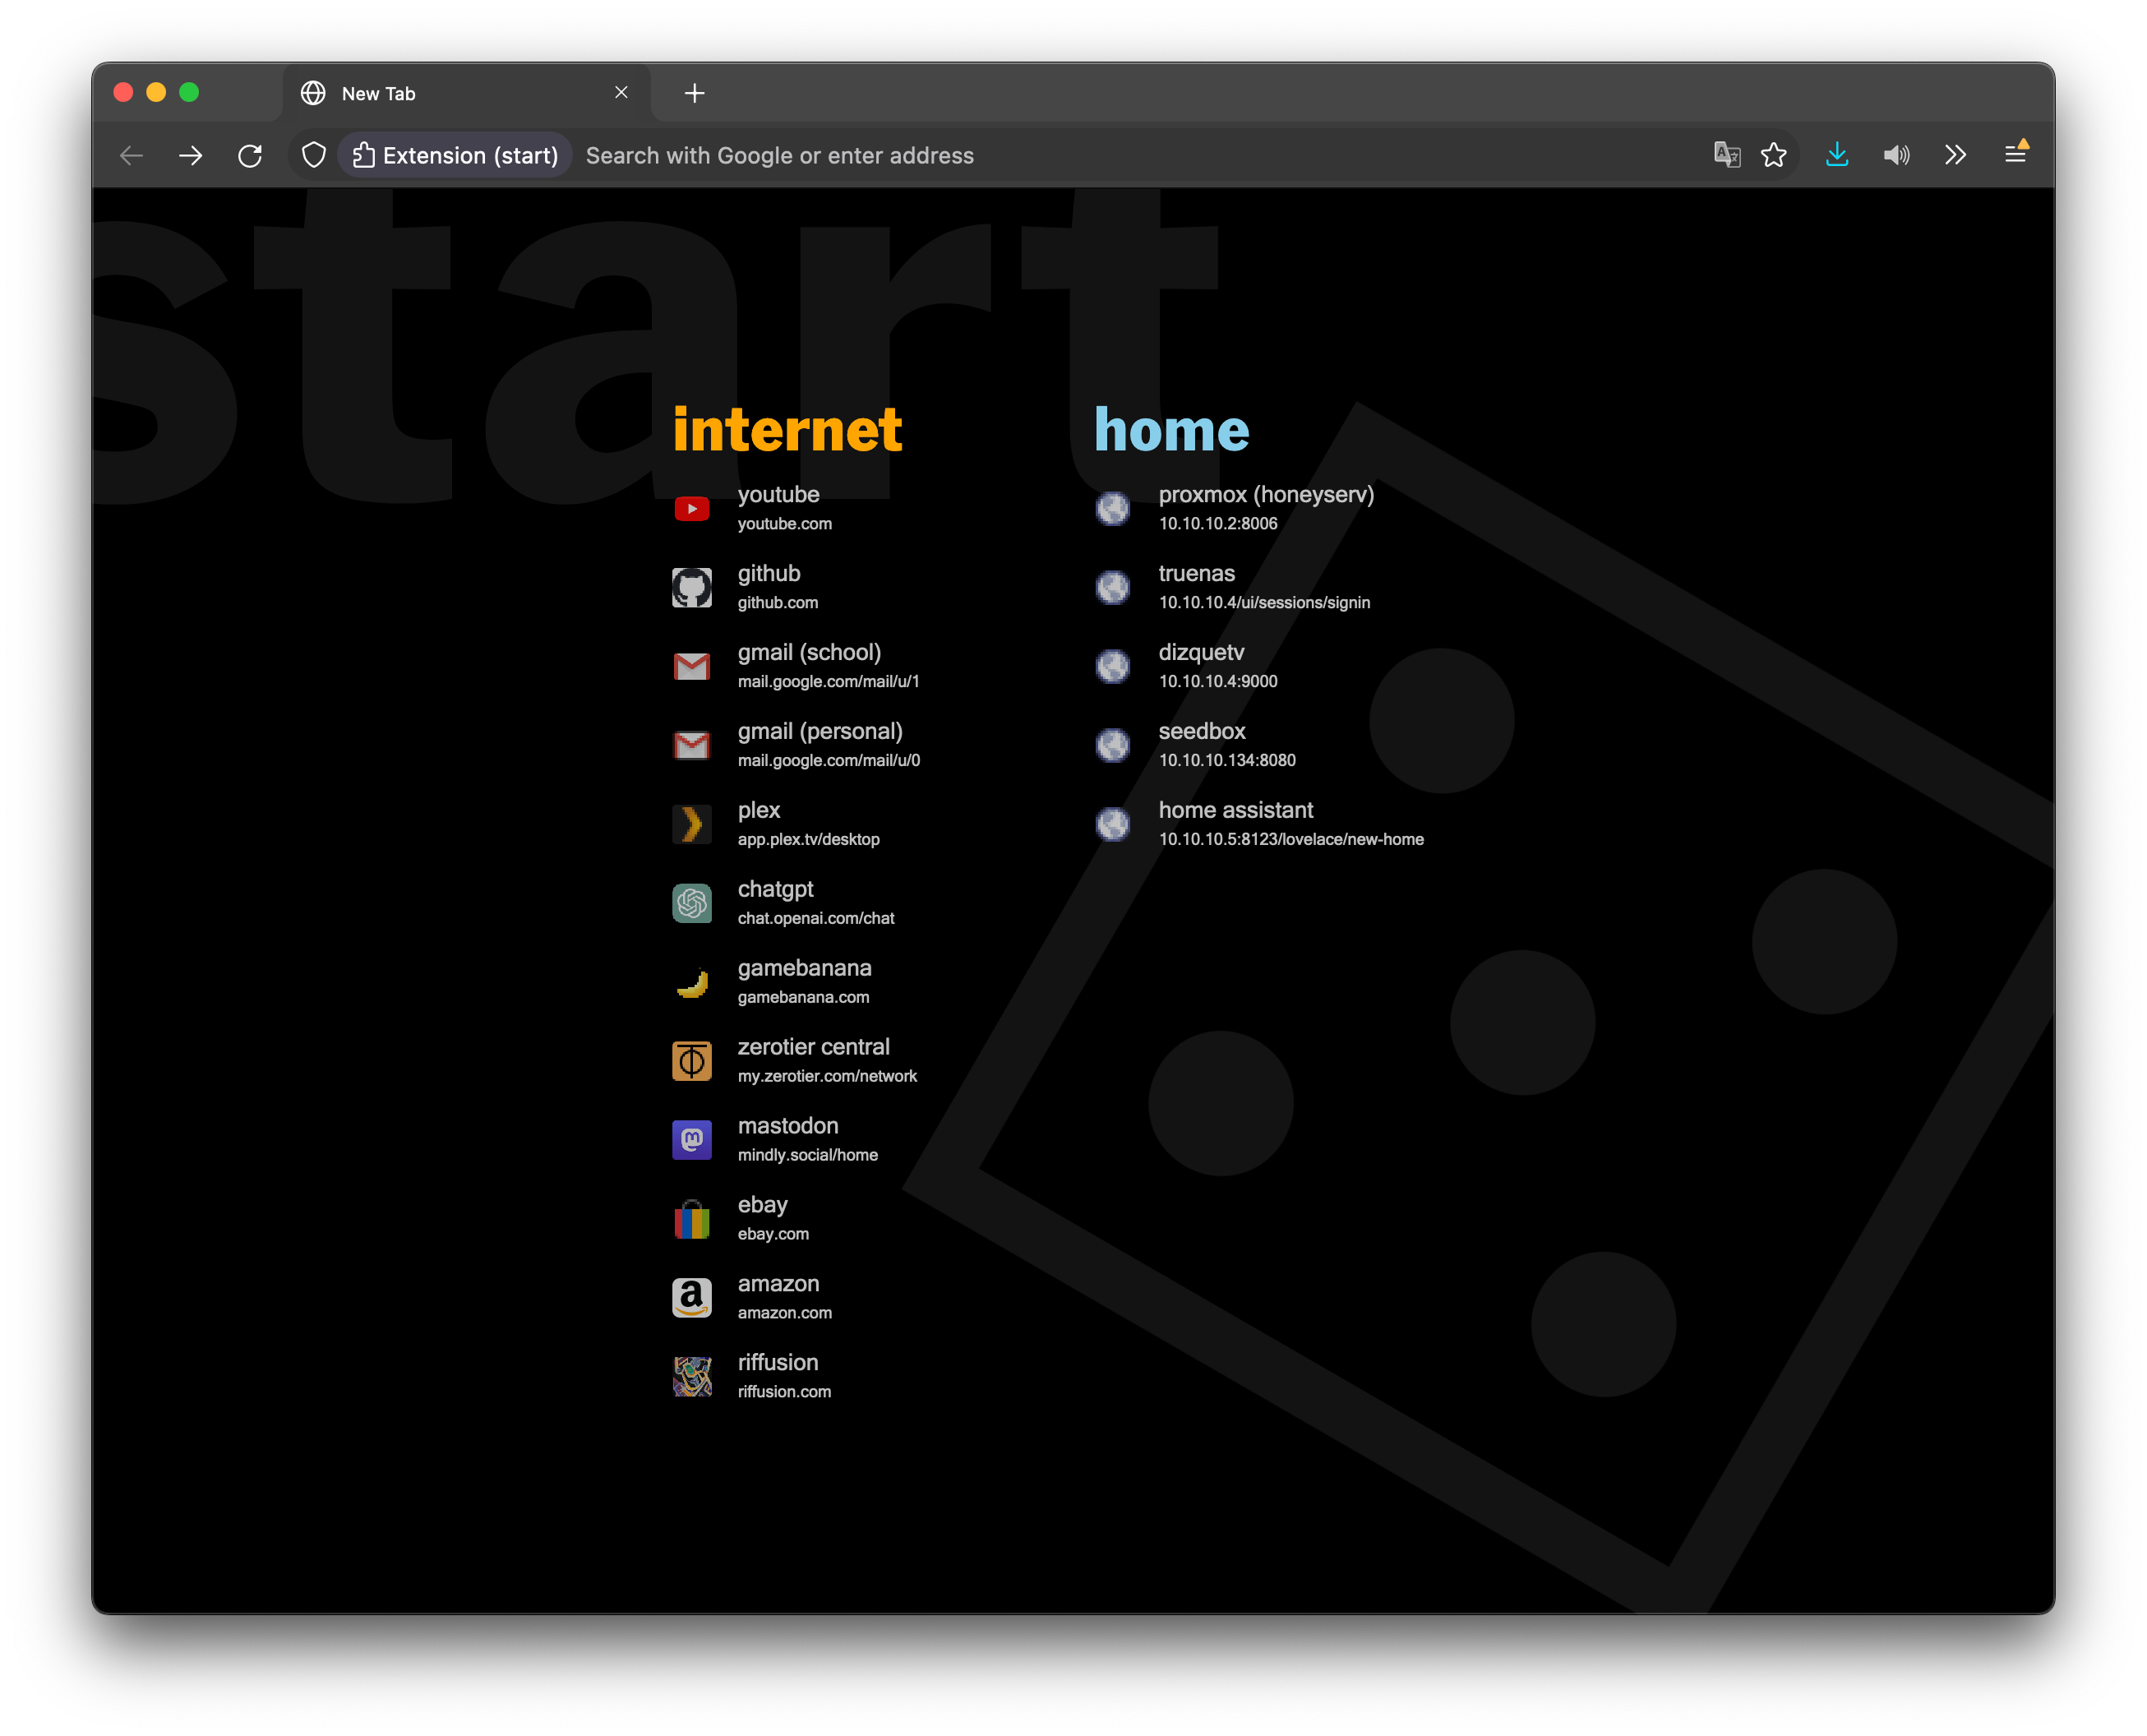 New Tab
Extension (start)
Search with Google or enter address
start
internet
youtube
youtube.com
github
github.com
gmail (school)
mail.google.com/mail/u/1
gmail (personal)
mail.google.com/mail/u/0
plex
app.plex.tv/desktop
chatgpt
chat.openai.com/chat
gamebanana
gamebanana.com
zerotier central
my.zerotier.com/network
mastodon
mindly.social/home
ebay
ebay.com
amazon
amazon.com
riffusion
riffusion.com
home
proxmox (honeyserv)
10.10.10.2:8006
truenas
10.10.10.4/ui/sessions/signin
dizquetv
10.10.10.4:9000
seedbox
10.10.10.134:8080
home assistant
10.10.10.5:8123/lovelace/new-home